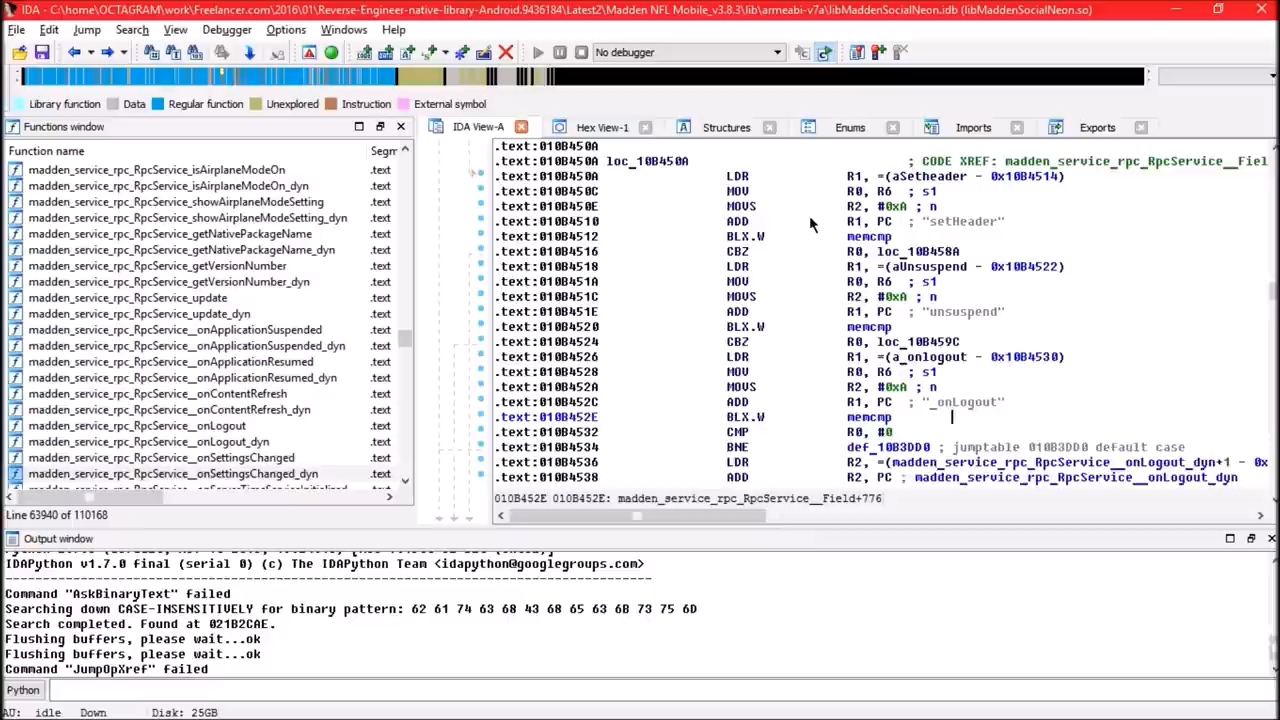 IDA - C:\home\OCTAGRAM\work\Freelancer.com\2016\01\Reverse-Engineer-native-library-Android.9436184\Latest2\Madden NFL Mobile_v3.8.3\lib\armeabi-v7a\libMaddenSocialNeon.idb (libMaddenSocialNeon.so)
File Edit Jump Search View Debugger Options Windows Help
No debugger
Library function Data Regular function Unexplored Instruction External symbol
Functions window
IDA View-A Hex View-1 Structures Enums Imports Exports
Function name Segm
madden_service_rpc_RpcService_isAirplaneModeOn .text
madden_service_rpc_RpcService_isAirplaneModeOn_dyn .text
madden_service_rpc_RpcService_showAirplaneModeSetting .text
madden_service_rpc_RpcService_showAirplaneModeSetting_dyn .text
madden_service_rpc_RpcService_getNativePackageName .text
madden_service_rpc_RpcService_getNativePackageName_dyn .text
madden_service_rpc_RpcService_getVersionNumber .text
madden_service_rpc_RpcService_getVersionNumber_dyn .text
madden_service_rpc_RpcService_update .text
madden_service_rpc_RpcService_update_dyn .text
madden_service_rpc_RpcService__onApplicationSuspended .text
madden_service_rpc_RpcService__onApplicationSuspended_dyn .text
madden_service_rpc_RpcService__onApplicationResumed .text
madden_service_rpc_RpcService__onApplicationResumed_dyn .text
madden_service_rpc_RpcService__onContentRefresh .text
madden_service_rpc_RpcService__onContentRefresh_dyn .text
madden_service_rpc_RpcService__onLogout .text
madden_service_rpc_RpcService__onLogout_dyn .text
madden_service_rpc_RpcService__onSettingsChanged .text
madden_service_rpc_RpcService__onSettingsChanged_dyn .text
Line 63940 of 110168
.text:010B450A
.text:010B450A loc_10B450A ; CODE XREF: madden_service_rpc_RpcService__Fiel
.text:010B450A LDR R1, =(aSetheader - 0x10B4514)
.text:010B450C MOV R0, R6 ; s1
.text:010B450E MOVS R2, #0xA ; n
.text:010B4510 ADD R1, PC ; "setHeader"
.text:010B4512 BLX.W memcmp
.text:010B4516 CBZ R0, loc_10B458A
.text:010B4518 LDR R1, =(aUnsuspend - 0x10B4522)
.text:010B451A MOV R0, R6 ; s1
.text:010B451C MOVS R2, #0xA ; n
.text:010B451E ADD R1, PC ; "unsuspend"
.text:010B4520 BLX.W memcmp
.text:010B4524 CBZ R0, loc_10B459C
.text:010B4526 LDR R1, =(a_onlogout - 0x10B4530)
.text:010B4528 MOV R0, R6 ; s1
.text:010B452A MOVS R2, #0xA ; n
.text:010B452C ADD R1, PC ; "_onLogout"
.text:010B452E BLX.W memcmp
.text:010B4532 CMP R0, #0
.text:010B4534 BNE def_10B3DD0 ; jumptable 010B3DD0 default case
.text:010B4536 LDR R2, =(madden_service_rpc_RpcService__onLogout_dyn+1 - 0x
.text:010B4538 ADD R2, PC ; madden_service_rpc_RpcService__onLogout_dyn
010B452E 010B452E: madden_service_rpc_RpcService__Field+776
Output window
IDAPython v1.7.0 final (serial 0) (c) The IDAPython Team <idapython@googlegroups.com>
---------------------------------------------------------------------------------
Command "AskBinaryText" failed
Searching down CASE-INSENSITIVELY for binary pattern: 62 61 74 63 68 43 68 65 63 6B 73 75 6D
Search completed. Found at 021B2CAE.
Flushing buffers, please wait...ok
Flushing buffers, please wait...ok
Command "JumpOpXref" failed
Python
AU: idle Down Disk: 25GB